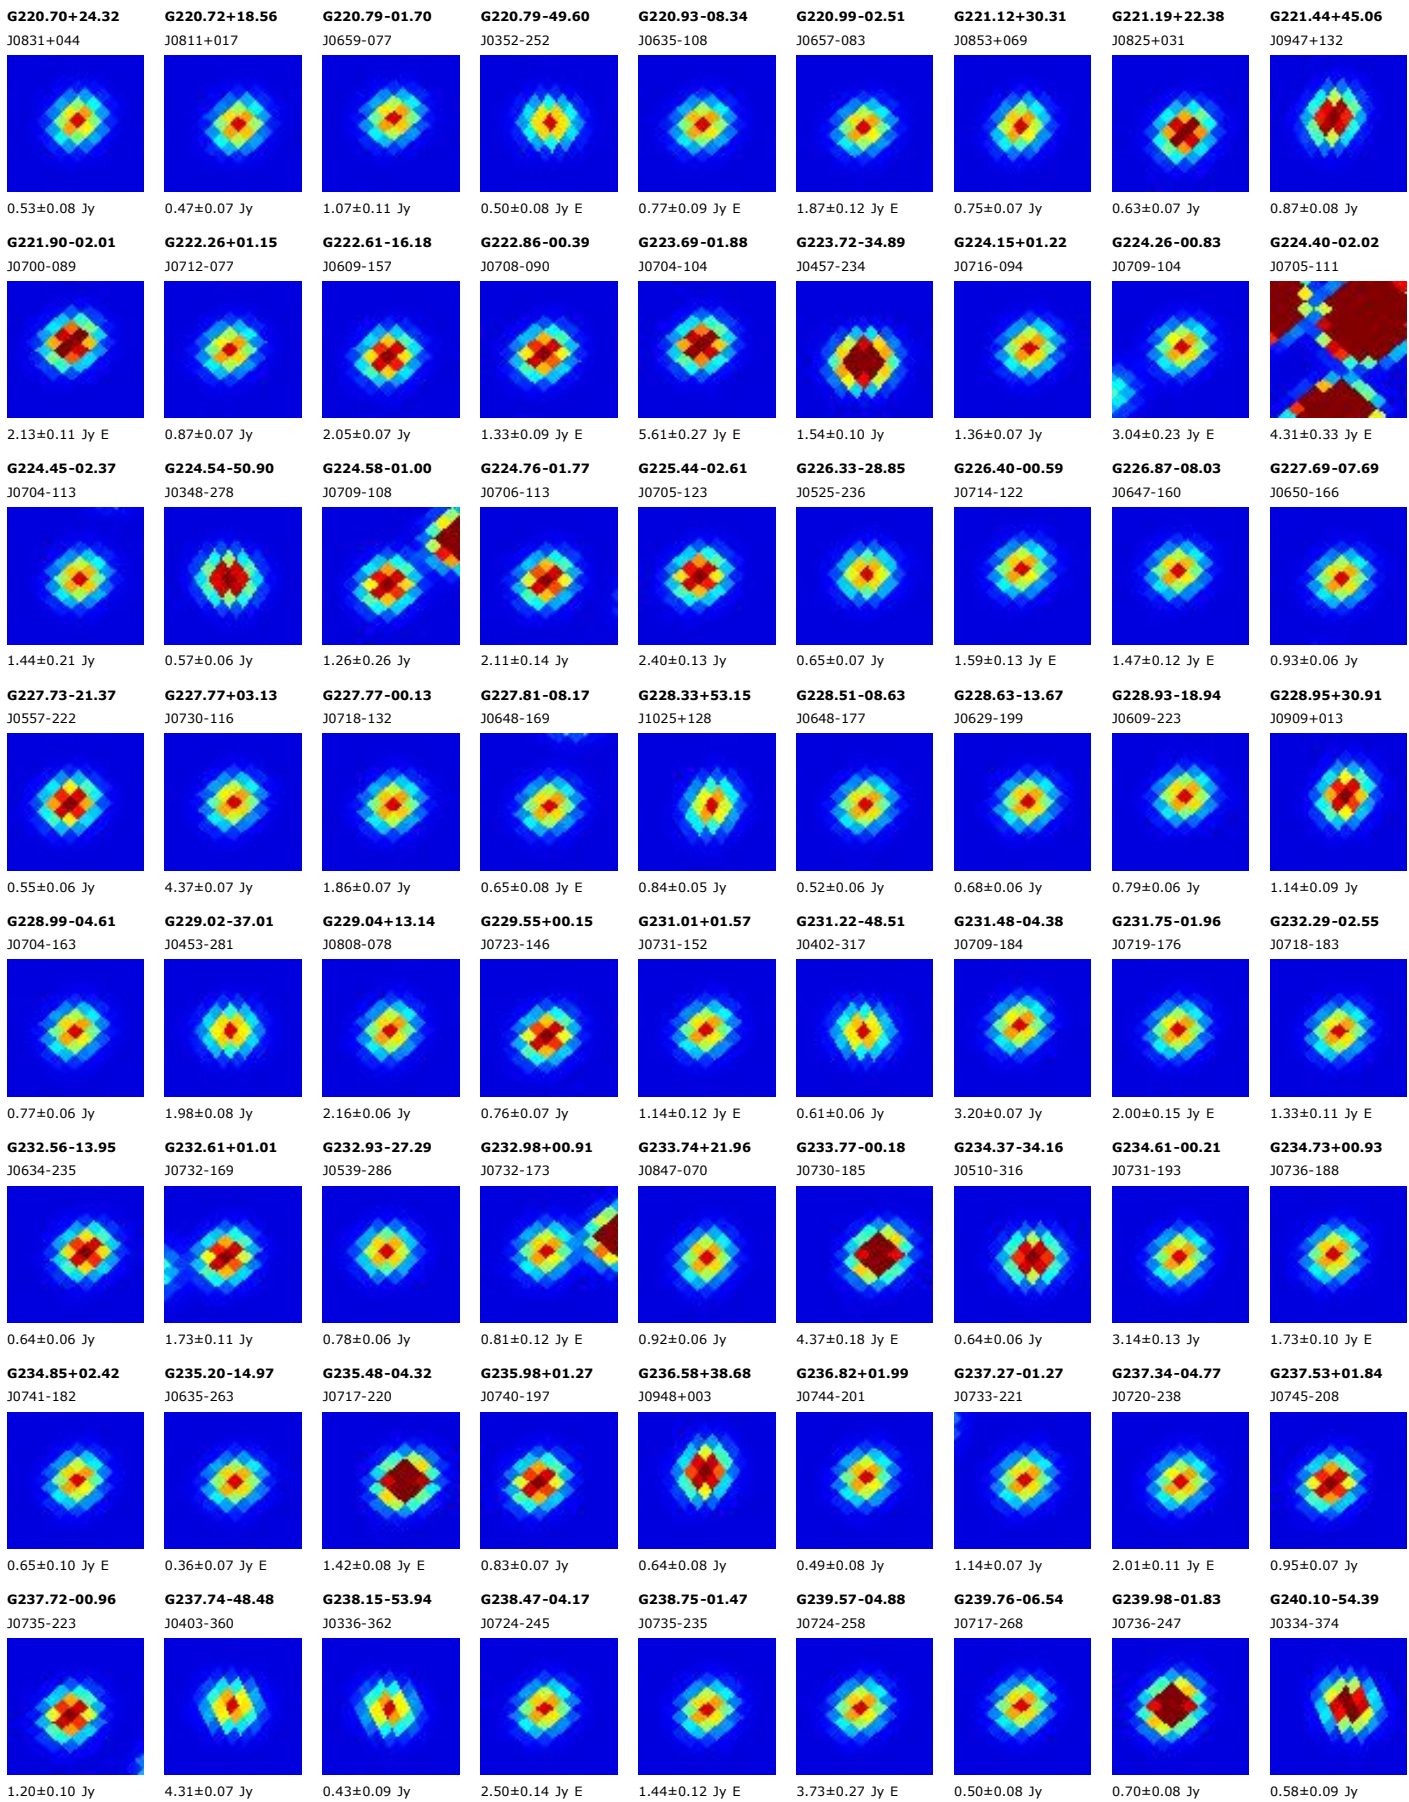 G220.70+24.32 G220.72+18.56 G220.79-01.70 G220.79-49.60 G220.93-08.34 G220.99-02.51 G221.12+30.31 G221.19+22.38 G221.44+45.06
J0831+044 J0811+017 J0659-077 J0352-252 J0635-108 J0657-083 J0853+069 J0825+031 J0947+132
0.53±0.08 Jy 0.47±0.07 Jy 1.07±0.11 Jy 0.50±0.08 Jy E 0.77±0.09 Jy E 1.87±0.12 Jy E 0.75±0.07 Jy 0.63±0.07 Jy 0.87±0.08 Jy
G221.90-02.01 G222.26+01.15 G222.61-16.18 G222.86-00.39 G223.69-01.88 G223.72-34.89 G224.15+01.22 G224.26-00.83 G224.40-02.02
J0700-089 J0712-077 J0609-157 J0708-090 J0704-104 J0457-234 J0716-094 J0709-104 J0705-111
2.13±0.11 Jy E 0.87±0.07 Jy 2.05±0.07 Jy 1.33±0.09 Jy E 5.61±0.27 Jy E 1.54±0.10 Jy 1.36±0.07 Jy 3.04±0.23 Jy E 4.31±0.33 Jy E
G224.45-02.37 G224.54-50.90 G224.58-01.00 G224.76-01.77 G225.44-02.61 G226.33-28.85 G226.40-00.59 G226.87-08.03 G227.69-07.69
J0704-113 J0348-278 J0709-108 J0706-113 J0705-123 J0525-236 J0714-122 J0647-160 J0650-166
1.44±0.21 Jy 0.57±0.06 Jy 1.26±0.26 Jy 2.11±0.14 Jy 2.40±0.13 Jy 0.65±0.07 Jy 1.59±0.13 Jy E 1.47±0.12 Jy E 0.93±0.06 Jy
G227.73-21.37 G227.77+03.13 G227.77-00.13 G227.81-08.17 G228.33+53.15 G228.51-08.63 G228.63-13.67 G228.93-18.94 G228.95+30.91
J0557-222 J0730-116 J0718-132 J0648-169 J1025+128 J0648-177 J0629-199 J0609-223 J0909+013
0.55±0.06 Jy 4.37±0.07 Jy 1.86±0.07 Jy 0.65±0.08 Jy E 0.84±0.05 Jy 0.52±0.06 Jy 0.68±0.06 Jy 0.79±0.06 Jy 1.14±0.09 Jy
G228.99-04.61 G229.02-37.01 G229.04+13.14 G229.55+00.15 G231.01+01.57 G231.22-48.51 G231.48-04.38 G231.75-01.96 G232.29-02.55
J0704-163 J0453-281 J0808-078 J0723-146 J0731-152 J0402-317 J0709-184 J0719-176 J0718-183
0.77±0.06 Jy 1.98±0.08 Jy 2.16±0.06 Jy 0.76±0.07 Jy 1.14±0.12 Jy E 0.61±0.06 Jy 3.20±0.07 Jy 2.00±0.15 Jy E 1.33±0.11 Jy E
G232.56-13.95 G232.61+01.01 G232.93-27.29 G232.98+00.91 G233.74+21.96 G233.77-00.18 G234.37-34.16 G234.61-00.21 G234.73+00.93
J0634-235 J0732-169 J0539-286 J0732-173 J0847-070 J0730-185 J0510-316 J0731-193 J0736-188
0.64±0.06 Jy 1.73±0.11 Jy 0.78±0.06 Jy 0.81±0.12 Jy E 0.92±0.06 Jy 4.37±0.18 Jy E 0.64±0.06 Jy 3.14±0.13 Jy 1.73±0.10 Jy E
G234.85+02.42 G235.20-14.97 G235.48-04.32 G235.98+01.27 G236.58+38.68 G236.82+01.99 G237.27-01.27 G237.34-04.77 G237.53+01.84
J0741-182 J0635-263 J0717-220 J0740-197 J0948+003 J0744-201 J0733-221 J0720-238 J0745-208
0.65±0.10 Jy E 0.36±0.07 Jy E 1.42±0.08 Jy E 0.83±0.07 Jy 0.64±0.08 Jy 0.49±0.08 Jy 1.14±0.07 Jy 2.01±0.11 Jy E 0.95±0.07 Jy
G237.72-00.96 G237.74-48.48 G238.15-53.94 G238.47-04.17 G238.75-01.47 G239.57-04.88 G239.76-06.54 G239.98-01.83 G240.10-54.39
J0735-223 J0403-360 J0336-362 J0724-245 J0735-235 J0724-258 J0717-268 J0736-247 J0334-374
1.20±0.10 Jy 4.31±0.07 Jy 0.43±0.09 Jy 2.50±0.14 Jy E 1.44±0.12 Jy E 3.73±0.27 Jy E 0.50±0.08 Jy 0.70±0.08 Jy 0.58±0.09 Jy